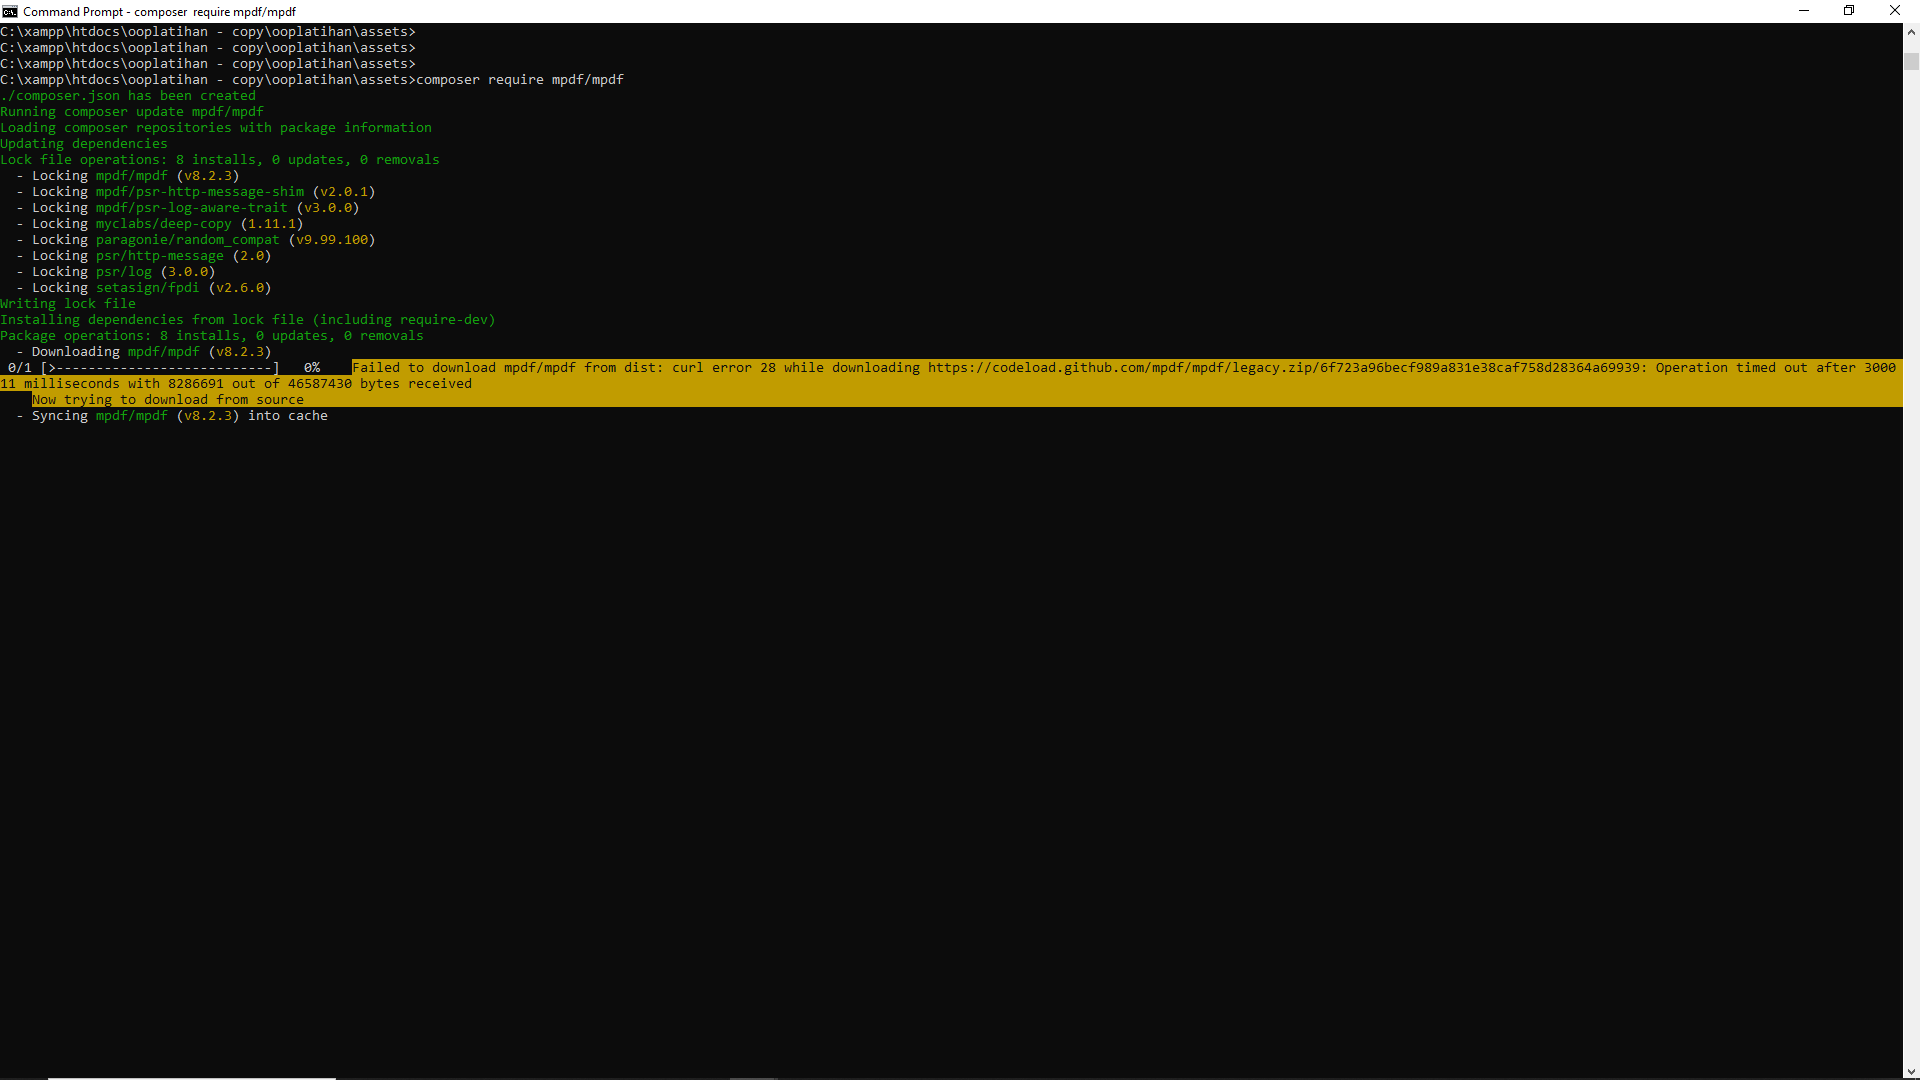 Command Prompt - composer  require mpdf/mpdf
C:\xampp\htdocs\ooplatihan - copy\ooplatihan\assets>
C:\xampp\htdocs\ooplatihan - copy\ooplatihan\assets>
C:\xampp\htdocs\ooplatihan - copy\ooplatihan\assets>
C:\xampp\htdocs\ooplatihan - copy\ooplatihan\assets>composer require mpdf/mpdf
./composer.json has been created
Running composer update mpdf/mpdf
Loading composer repositories with package information
Updating dependencies
Lock file operations: 8 installs, 0 updates, 0 removals
  - Locking mpdf/mpdf (v8.2.3)
  - Locking mpdf/psr-http-message-shim (v2.0.1)
  - Locking mpdf/psr-log-aware-trait (v3.0.0)
  - Locking myclabs/deep-copy (1.11.1)
  - Locking paragonie/random_compat (v9.99.100)
  - Locking psr/http-message (2.0)
  - Locking psr/log (3.0.0)
  - Locking setasign/fpdi (v2.6.0)
Writing lock file
Installing dependencies from lock file (including require-dev)
Package operations: 8 installs, 0 updates, 0 removals
  - Downloading mpdf/mpdf (v8.2.3)
 0/1 [>---------------------------]   0%    Failed to download mpdf/mpdf from dist: curl error 28 while downloading https://codeload.github.com/mpdf/mpdf/legacy.zip/6f723a96becf989a831e38caf758d28364a69939: Operation timed out after 3000
11 milliseconds with 8286691 out of 46587430 bytes received
    Now trying to download from source
  - Syncing mpdf/mpdf (v8.2.3) into cache